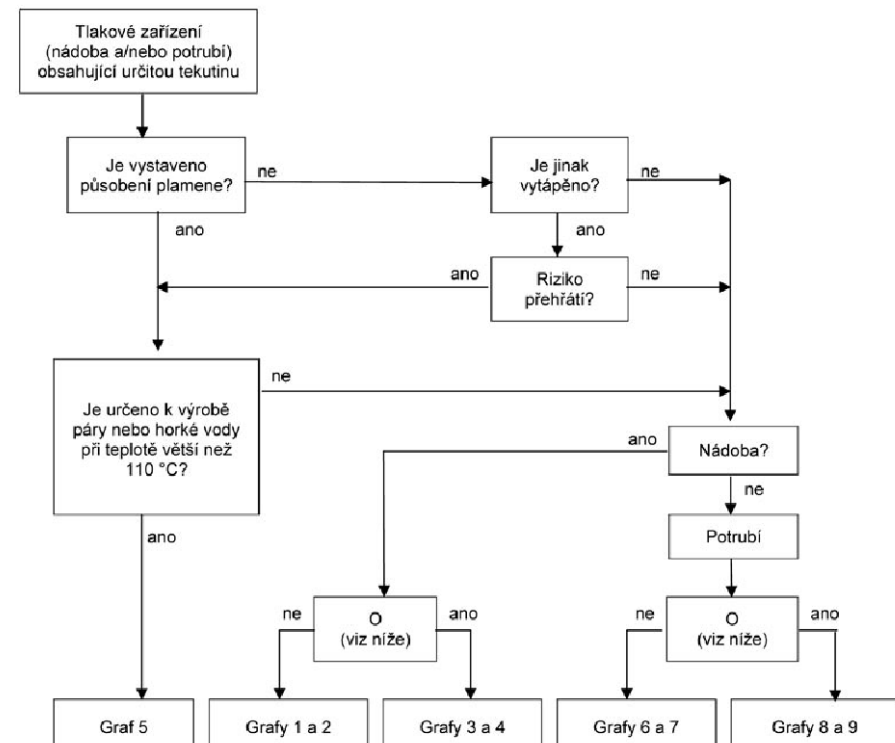 Tlakové zařízení
(nádoba a/nebo potrubí)
obsahující určitou tekutinu
Je vystaveno
působení plamene?
ne
Je jinak
vytápěno?
ne
ano
ano
ano
Riziko
přehřátí?
ne
Je určeno k výrobě
páry nebo horké vody
při teplotě větší než
110 °C?
ne
ano
Nádoba?
ne
ano
Potrubí
ne
O
(viz níže)
ano
ne
O
(viz níže)
ano
Graf 5
Grafy 1 a 2
Grafy 3 a 4
Grafy 6 a 7
Grafy 8 a 9